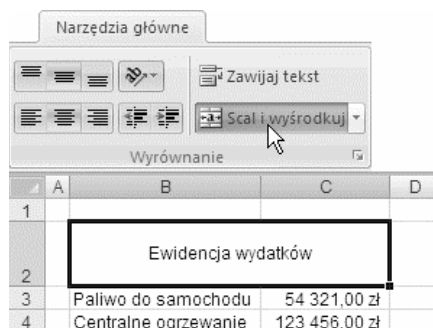 Narzędzia główne
Zawijaj tekst
Scal i wyśrodkuj
Wyrównanie
A B C D
1
Ewidencja wydatków
2
3 Paliwo do samochodu 54 321,00 zł
4 Centralne ogrzewanie 123 456,00 zł